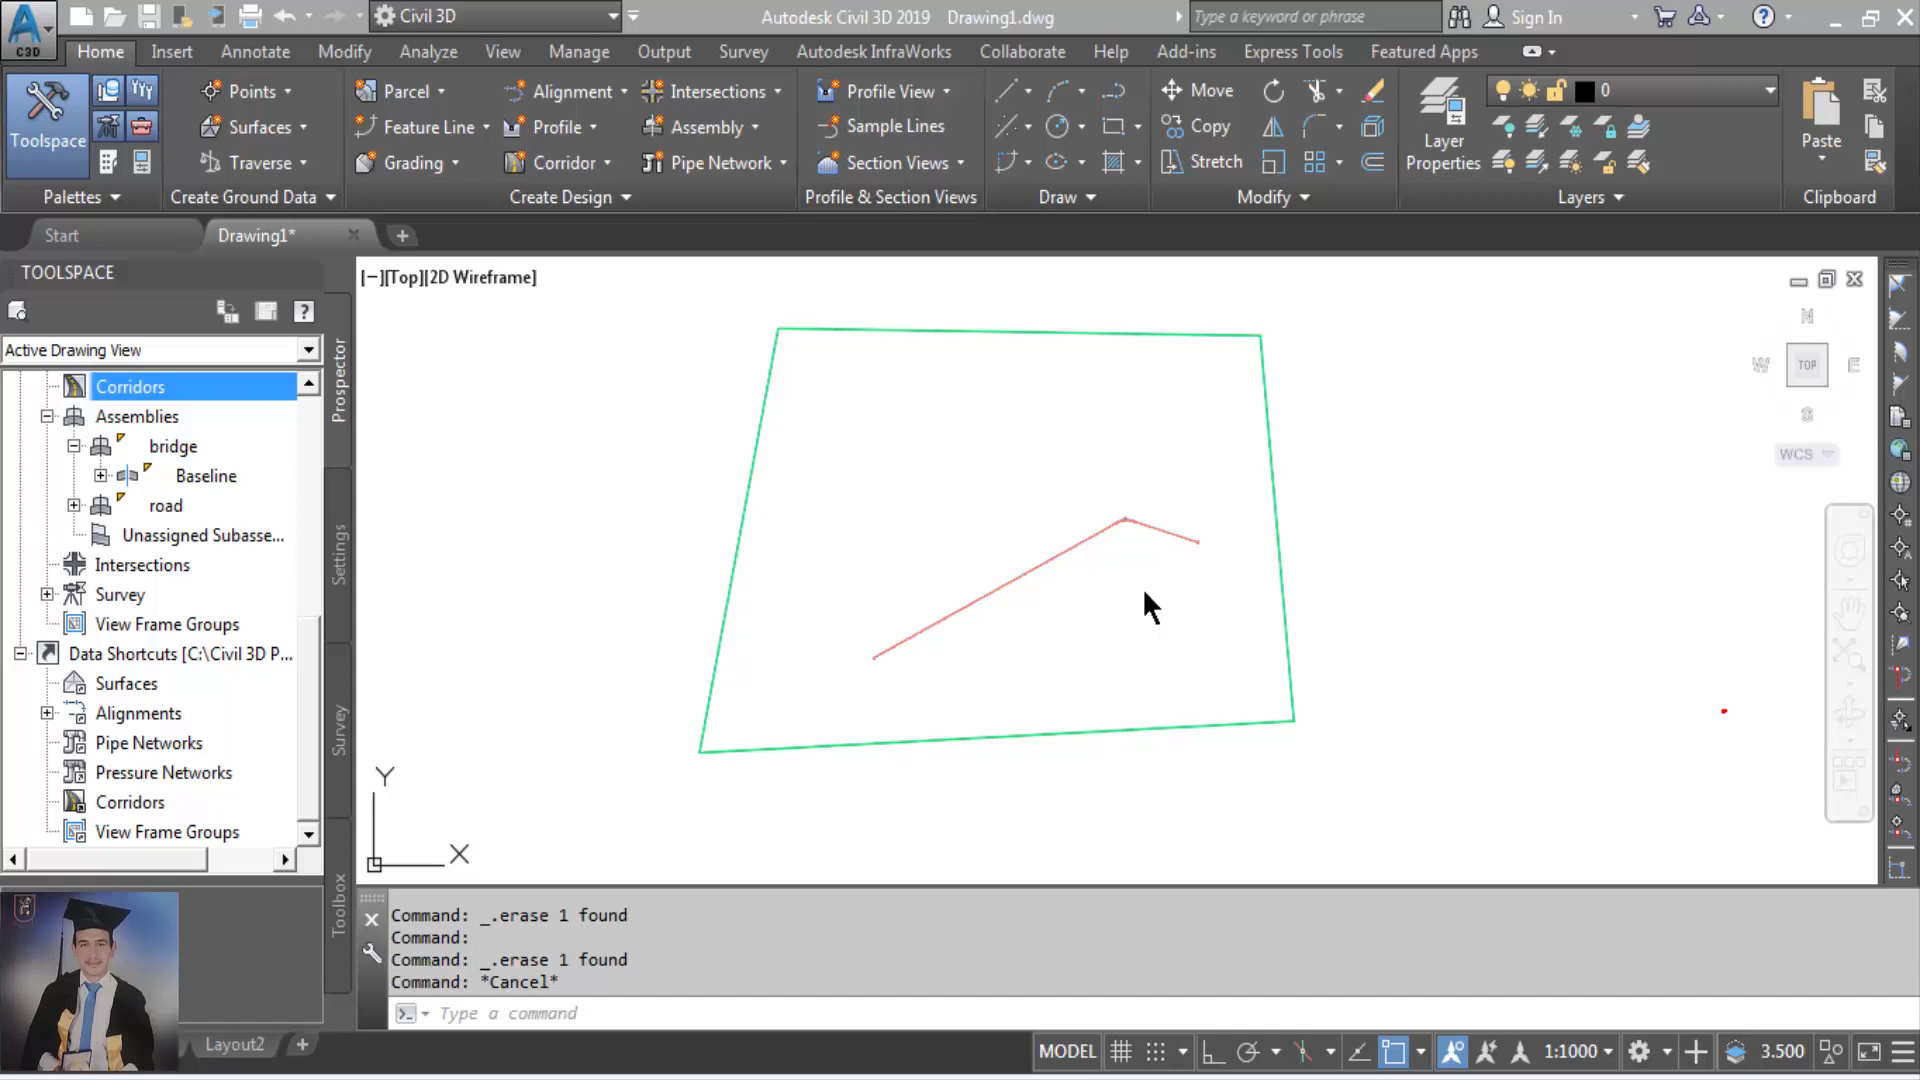 Civil 3D
Autodesk Civil 3D 2019 Drawing1.dwg
Type a keyword or phrase
Sign In
C3D
Home Insert Annotate Modify Analyze View Manage Output Survey Autodesk InfraWorks Collaborate Help Add-ins Express Tools Featured Apps
Points Parcel Alignment Intersections Profile View Move 0
Toolspace Surfaces Feature Line Profile Assembly Sample Lines Copy Layer Properties Paste
Traverse Grading Corridor Pipe Network Section Views Stretch
Palettes Create Ground Data Create Design Profile & Section Views Draw Modify Layers Clipboard
Start Drawing1* +
TOOLSPACE
[−][Top][2D Wireframe]
Active Drawing View
Corridors
Assemblies
bridge
Baseline
road
Unassigned Subasse...
Intersections
Survey
View Frame Groups
Data Shortcuts [C:\Civil 3D P...
Surfaces
Alignments
Pipe Networks
Pressure Networks
Corridors
View Frame Groups
Prospector
Settings
Survey
Toolbox
N
W TOP E
S
WCS
Y
X
Command: _.erase 1 found
Command:
Command: _.erase 1 found
Command: *Cancel*
Type a command
Layout2 +
MODEL 1:1000 3.500